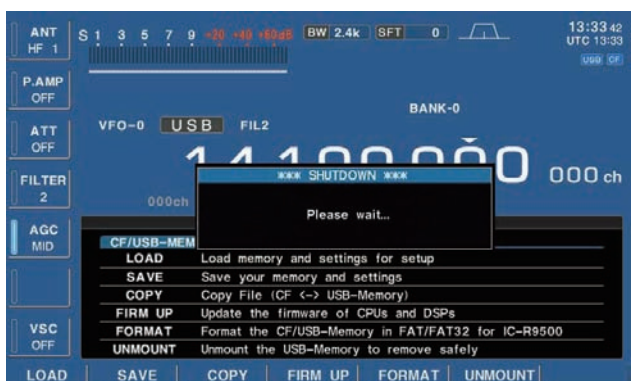 ANT
HF 1
S 1 3 5 7 9 +20 +40 +60dB
BW 2.4k SFT 0
13:33 42
UTC 13:33
USB CF
P.AMP
OFF
BANK-0
ATT
OFF
VFO-0 USB FIL2
000 ch
FILTER
2
000ch
*** SHUTDOWN ***
Please wait...
AGC
MID
CF/USB-MEM
LOAD Load memory and settings for setup
SAVE Save your memory and settings
COPY Copy File (CF <-> USB-Memory)
FIRM UP Update the firmware of CPUs and DSPs
FORMAT Format the CF/USB-Memory in FAT/FAT32 for IC-R9500
UNMOUNT Unmount the USB-Memory to remove safely
VSC
OFF
LOAD SAVE COPY FIRM UP FORMAT UNMOUNT